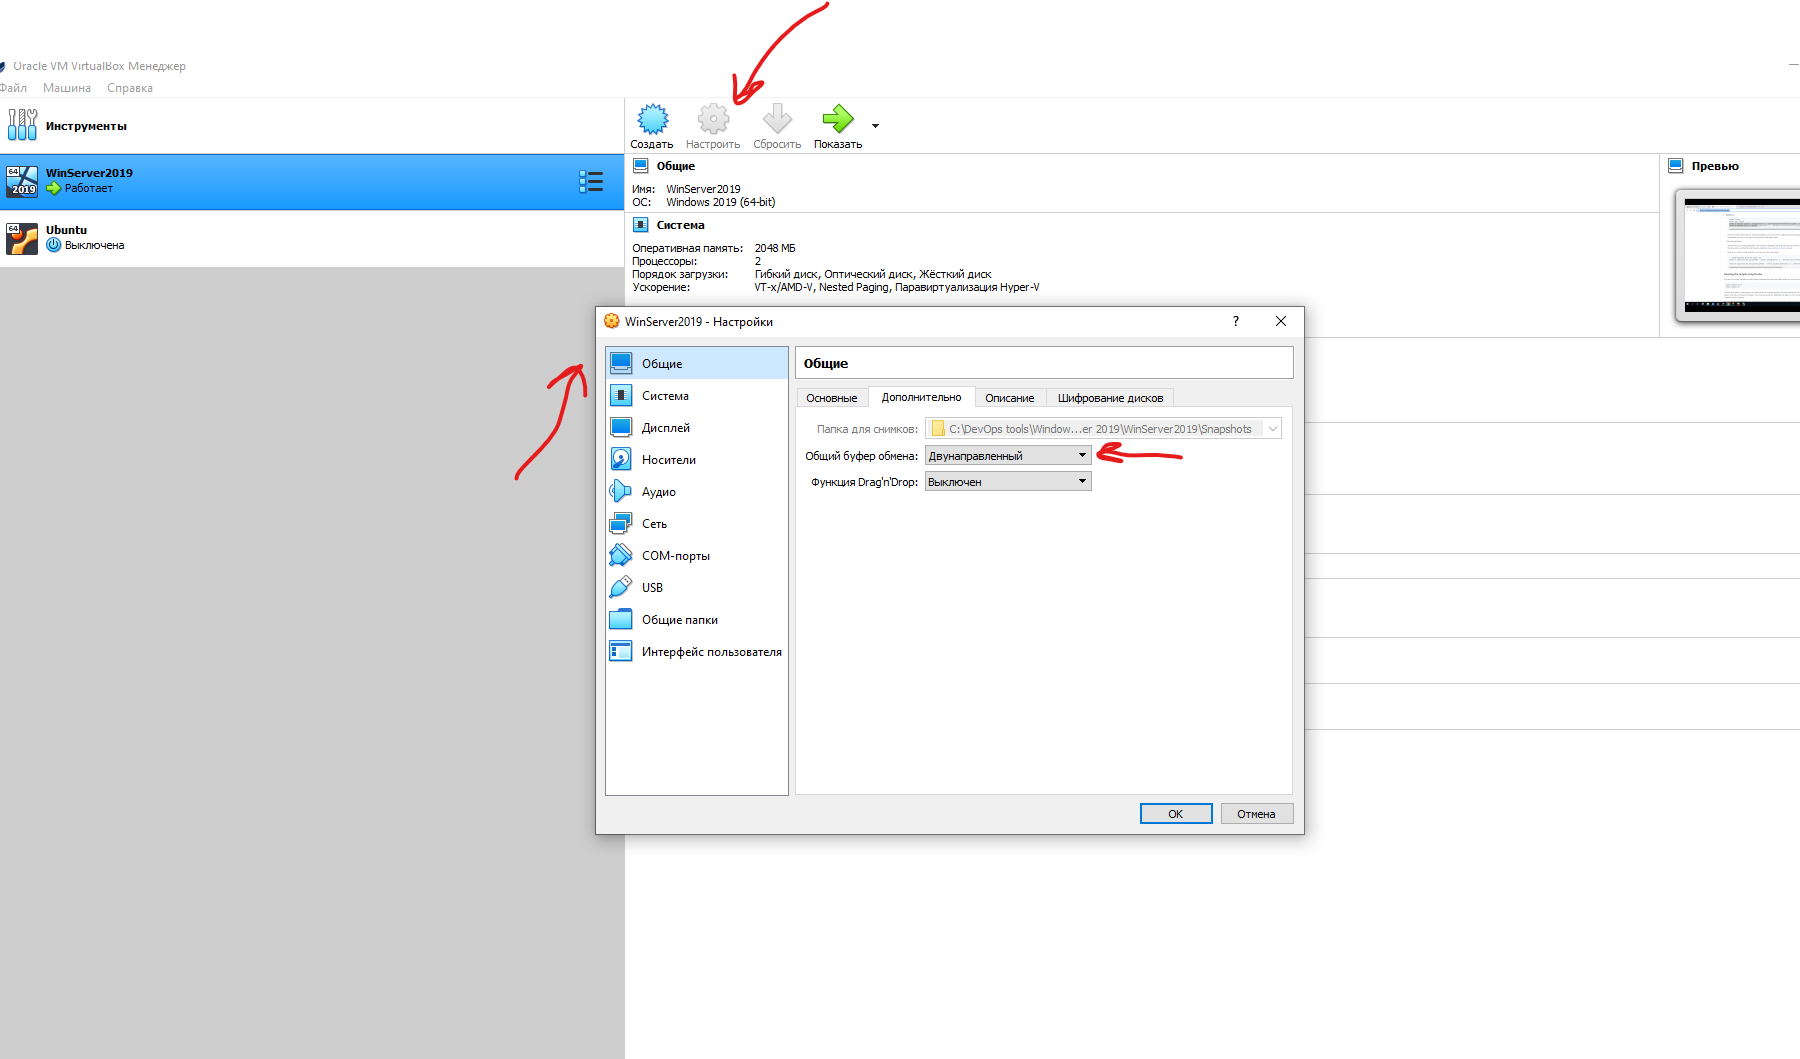 Oracle VM VirtualBox Менеджер
Файл Машина Справка
Инструменты
Создать Настроить Сбросить Показать
64
2019
WinServer2019
Работает
64
Ubuntu
Выключена
Общие
Имя: WinServer2019
ОС: Windows 2019 (64-bit)
Система
Оперативная память: 2048 МБ
Процессоры: 2
Порядок загрузки: Гибкий диск, Оптический диск, Жёсткий диск
Ускорение: VT-x/AMD-V, Nested Paging, Паравиртуализация Hyper-V
Превью
WinServer2019 - Настройки
?
Общие
Система
Дисплей
Носители
Аудио
Сеть
COM-порты
USB
Общие папки
Интерфейс пользователя
Общие
Основные Дополнительно Описание Шифрование дисков
Папка для снимков: C:\DevOps tools\Window...er 2019\WinServer2019\Snapshots
Общий буфер обмена: Двунаправленный
Функция Drag'n'Drop: Выключен
OK Отмена